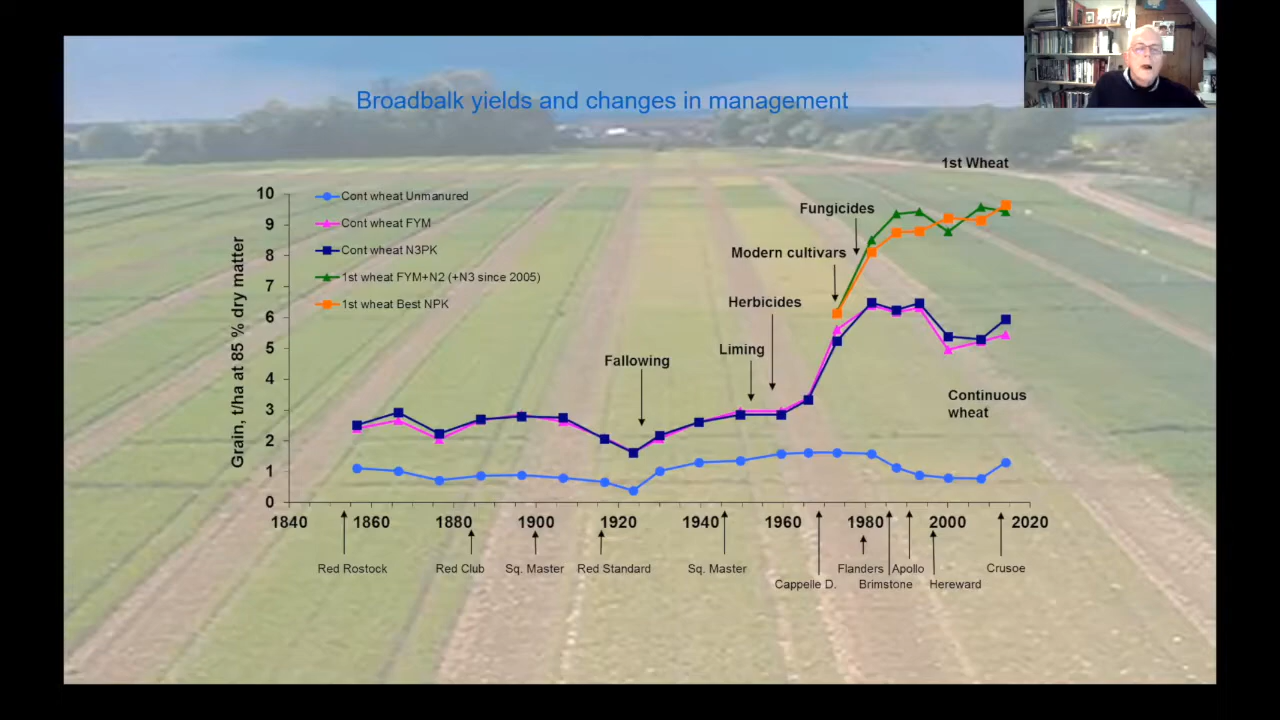 Broadbalk yields and changes in management
1st Wheat
Grain, t/ha at 85 % dry matter
10
9
8
7
6
5
4
3
2
1
0
Cont wheat Unmanured
Cont wheat FYM
Cont wheat N3PK
1st wheat FYM+N2 (+N3 since 2005)
1st wheat Best NPK
Fungicides
Modern cultivars
Herbicides
Liming
Fallowing
Continuous
wheat
1840 1860 1880 1900 1920 1940 1960 1980 2000 2020
Red Rostock Red Club Sq. Master Red Standard Sq. Master Flanders Apollo Crusoe
Cappelle D. Brimstone Hereward